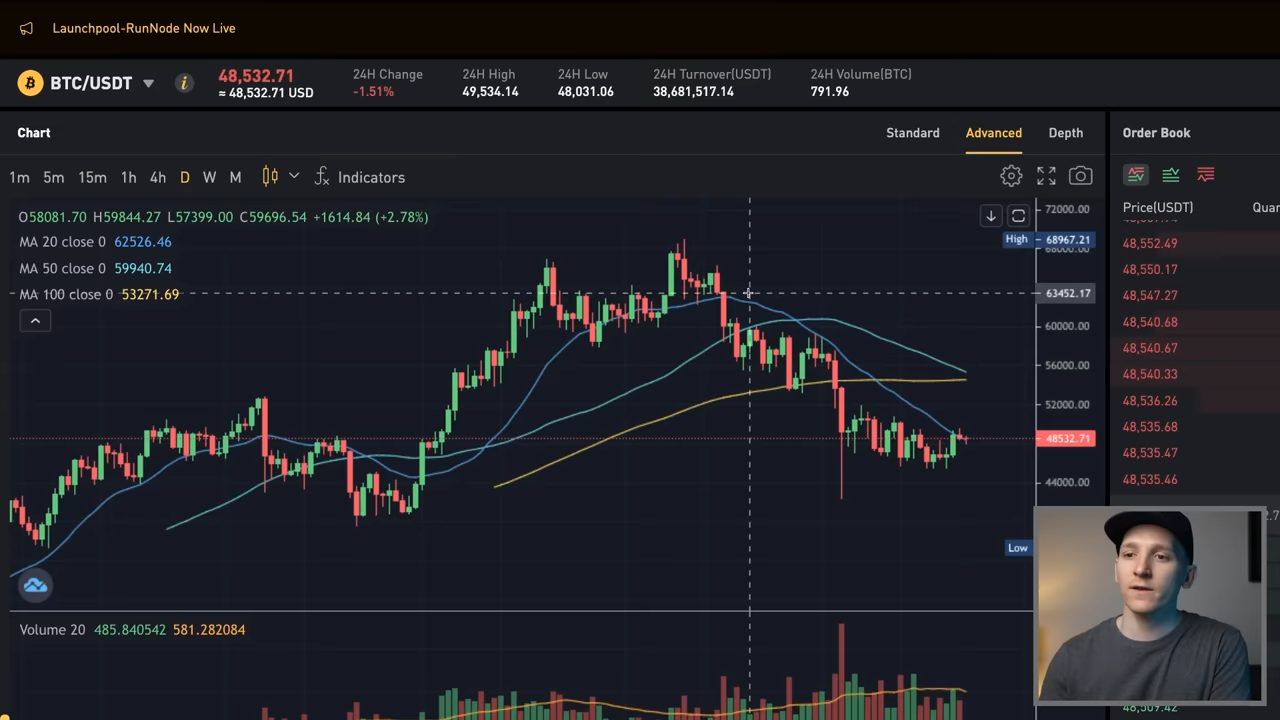 Launchpool-RunNode Now Live
BTC/USDT
48,532.71
≈ 48,532.71 USD
24H Change
-1.51%
24H High
49,534.14
24H Low
48,031.06
24H Turnover(USDT)
38,681,517.14
24H Volume(BTC)
791.96
Chart
Standard Advanced Depth
Order Book
1m 5m 15m 1h 4h D W M Indicators
O58081.70 H59844.27 L57399.00 C59696.54 +1614.84 (+2.78%)
MA 20 close 0 62526.46
MA 50 close 0 59940.74
MA 100 close 0 53271.69
72000.00
High 68967.21
68000.00
63452.17
60000.00
56000.00
52000.00
48532.71
44000.00
Low
Volume 20 485.840542 581.282084
Price(USDT) Quan
48,552.49
48,550.17
48,547.27
48,540.68
48,540.67
48,540.33
48,536.26
48,535.68
48,535.47
48,535.46
48,509.42